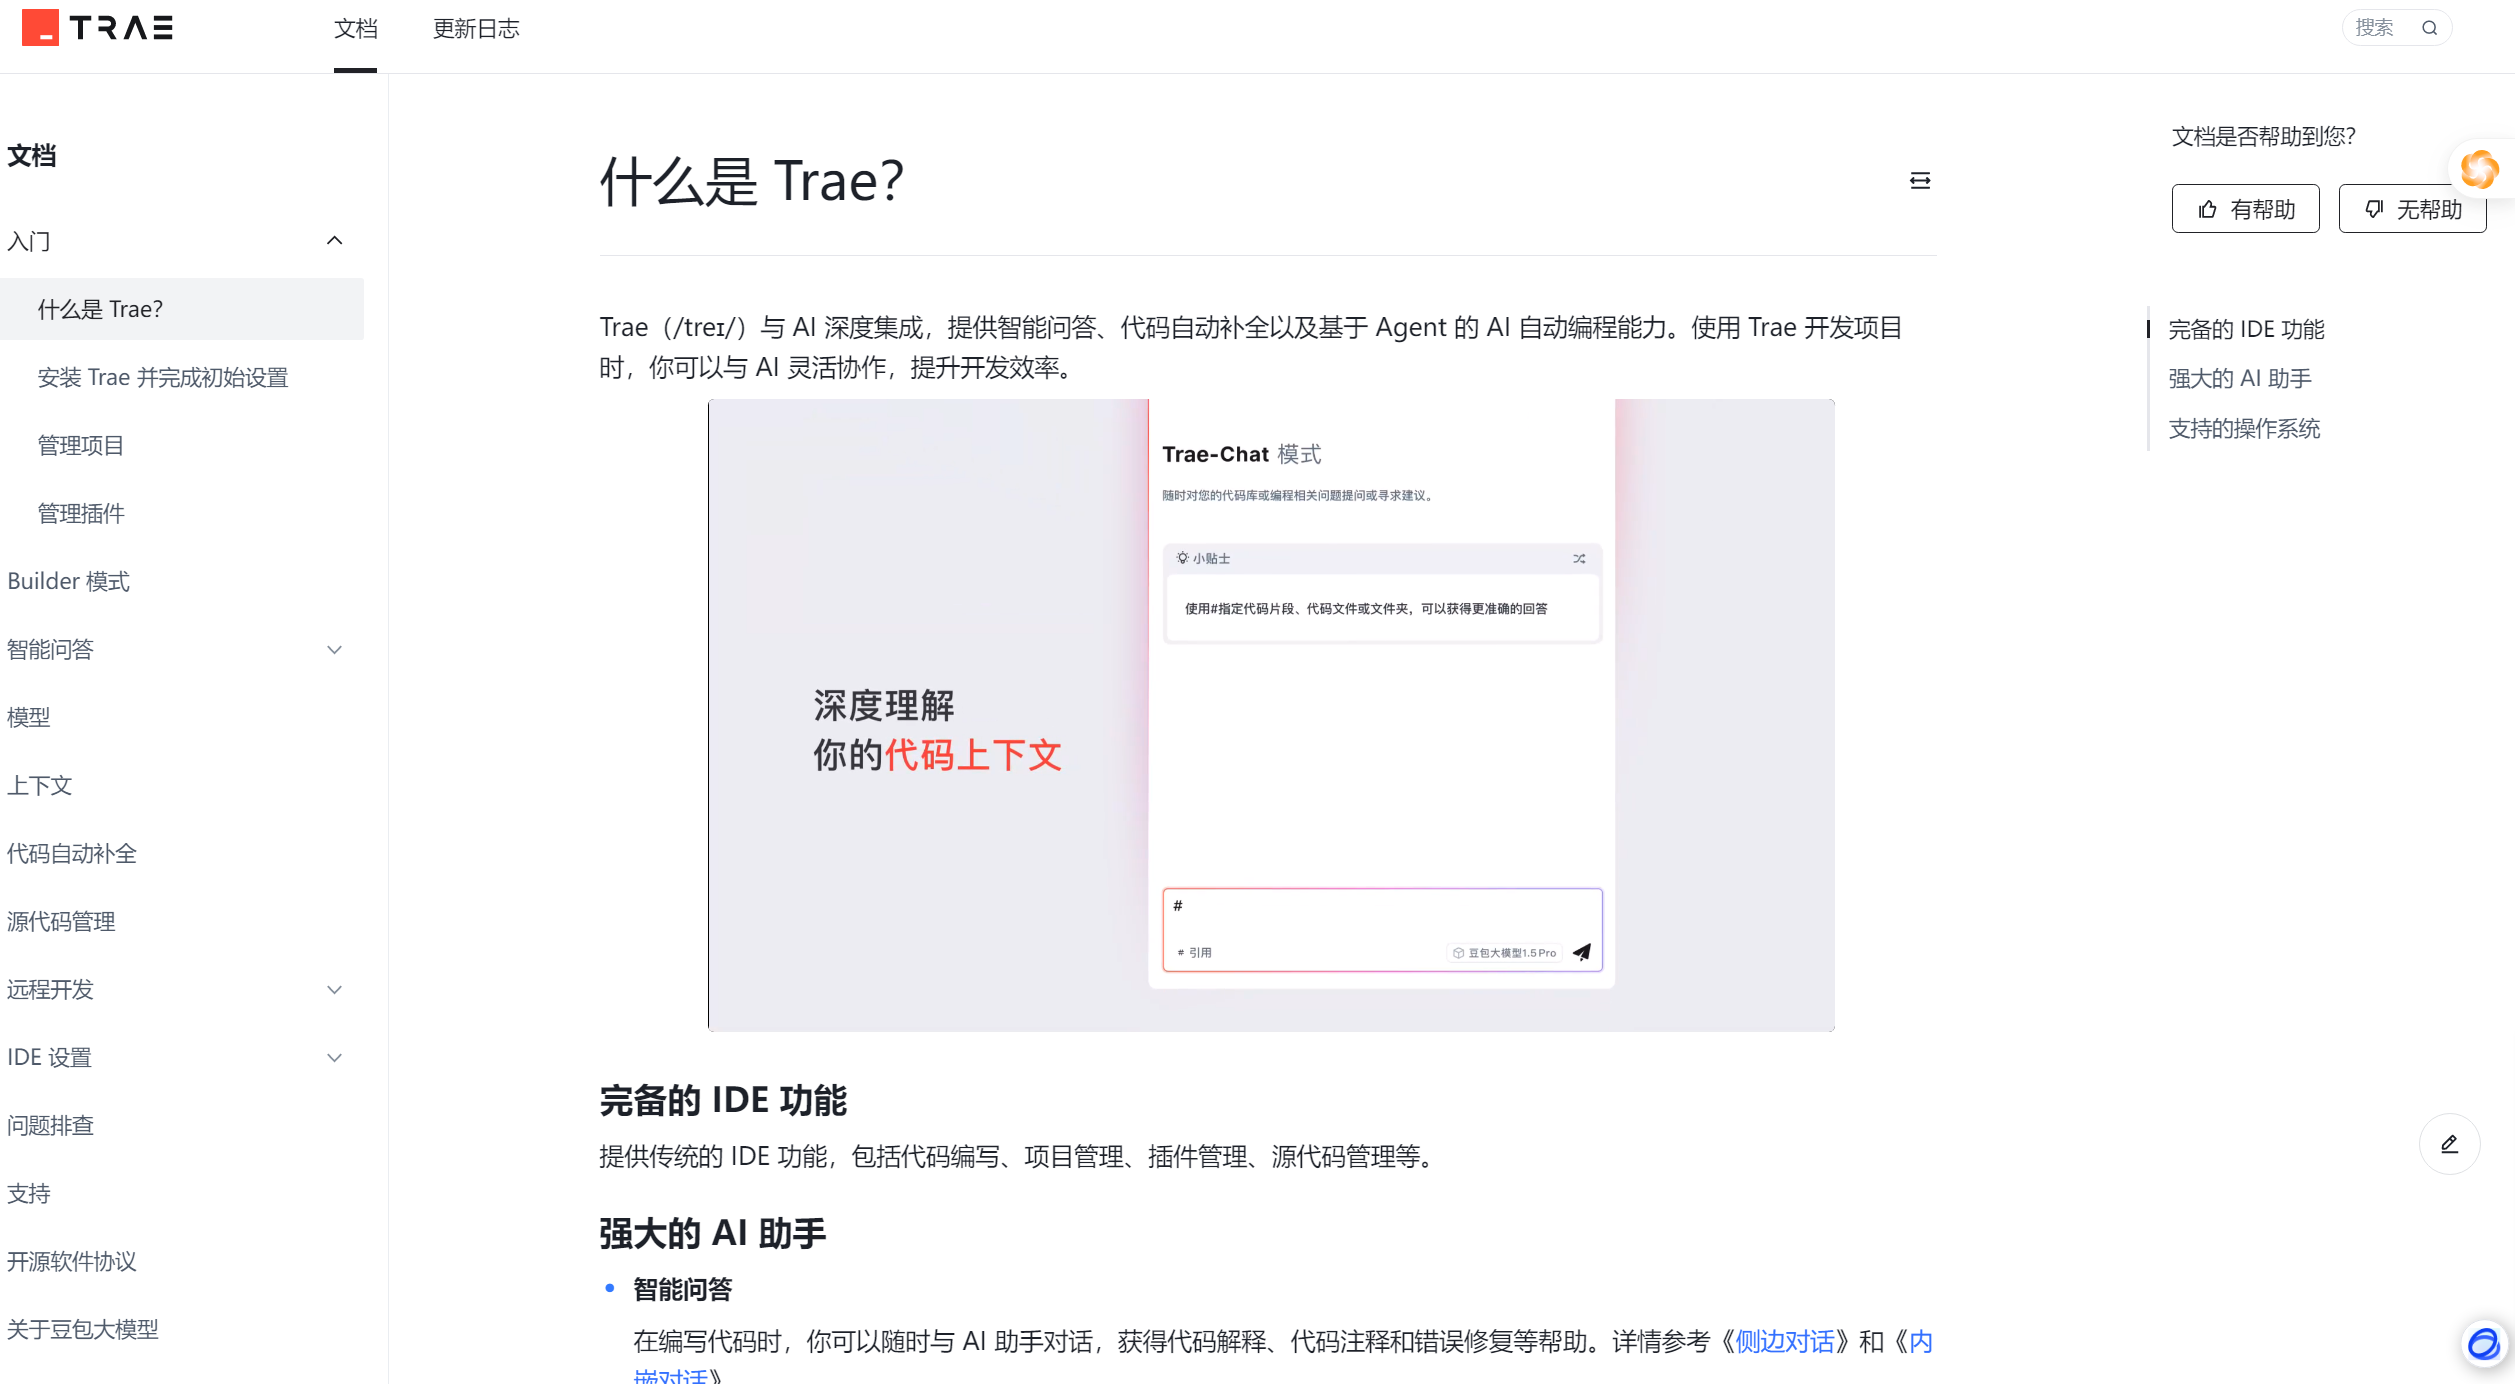 TRAE
文档
更新日志
搜索
文档
入门
什么是 Trae?
安装 Trae 并完成初始设置
管理项目
管理插件
Builder 模式
智能问答
模型
上下文
代码自动补全
源代码管理
远程开发
IDE 设置
问题排查
支持
开源软件协议
关于豆包大模型
什么是 Trae?
Trae（/treɪ/）与 AI 深度集成，提供智能问答、代码自动补全以及基于 Agent 的 AI 自动编程能力。使用 Trae 开发项目
时，你可以与 AI 灵活协作，提升开发效率。
深度理解
你的代码上下文
Trae-Chat 模式
随时对您的代码库或编程相关问题提问或寻求建议。
小贴士
使用#指定代码片段、代码文件或文件夹，可以获得更准确的回答
#
# 引用
豆包大模型1.5 Pro
完备的 IDE 功能
提供传统的 IDE 功能，包括代码编写、项目管理、插件管理、源代码管理等。
强大的 AI 助手
智能问答
在编写代码时，你可以随时与 AI 助手对话，获得代码解释、代码注释和错误修复等帮助。详情参考《侧边对话》和《内
嵌对话》
文档是否帮助到您?
有帮助
无帮助
完备的 IDE 功能
强大的 AI 助手
支持的操作系统